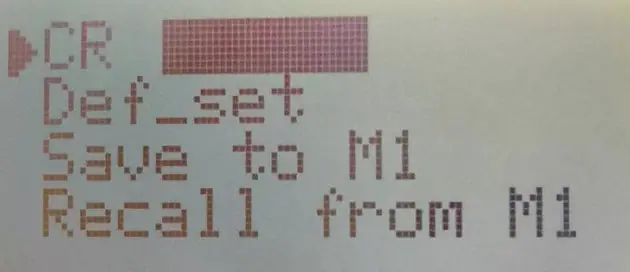 CR
Def_set
Save to M1
Recall from M1